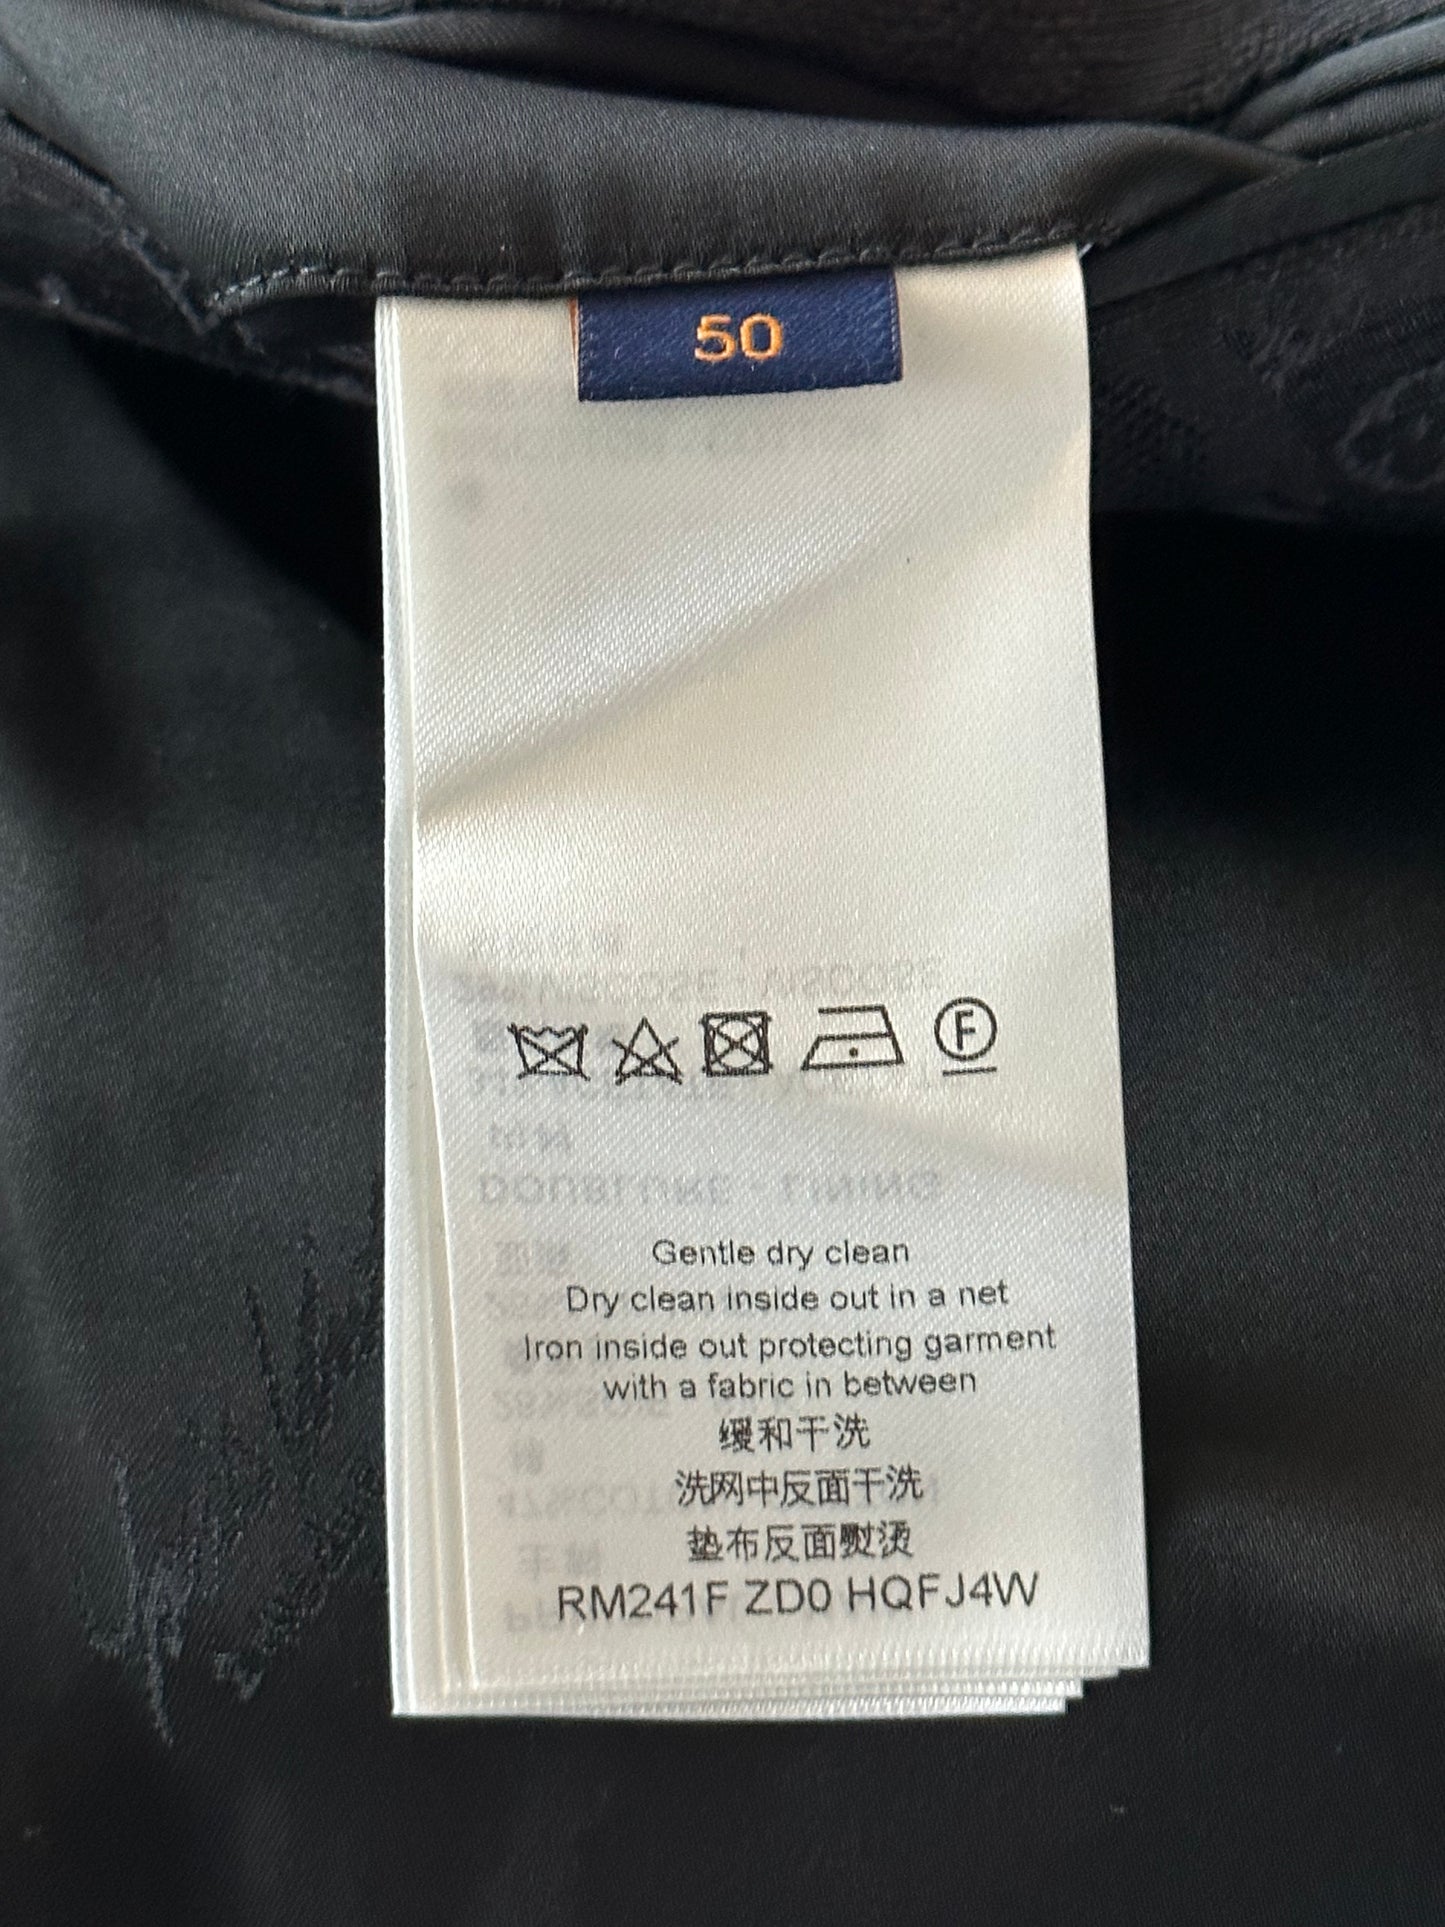 50
F
Gentle dry clean
Dry clean inside out in a net
Iron inside out protecting garment
with a fabric in between
缓和干洗
洗网中反面干洗
垫布反面熨烫
RM241F ZD0 HQFJ4W